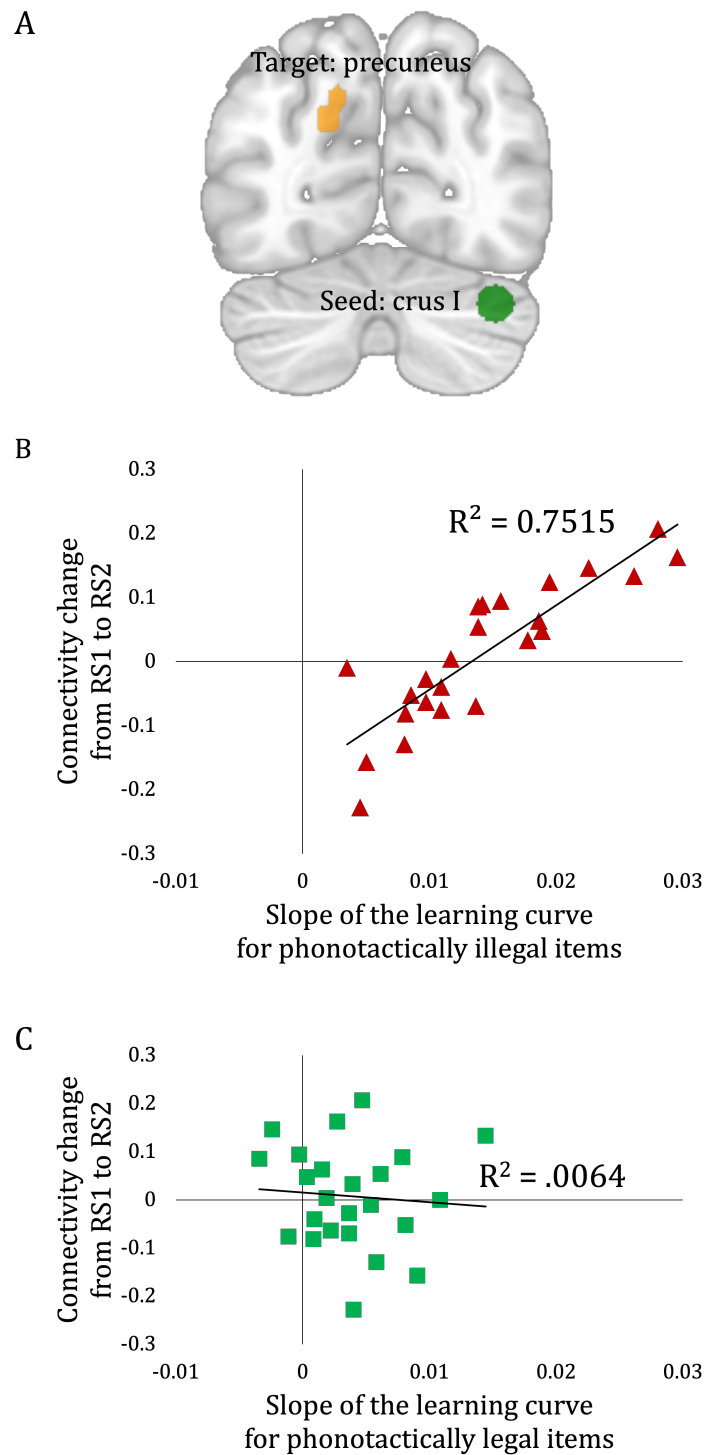 A
Target: precuneus
Seed: crus I
B
Connectivity change
from RS1 to RS2
0.3
0.2
0.1
0
-0.1
-0.2
-0.3
R² = 0.7515
-0.01 0 0.01 0.02 0.03
Slope of the learning curve
for phonotactically illegal items
C
Connectivity change
from RS1 to RS2
0.3
0.2
0.1
0
-0.1
-0.2
-0.3
R² = .0064
-0.01 0 0.01 0.02 0.03
Slope of the learning curve
for phonotactically legal items